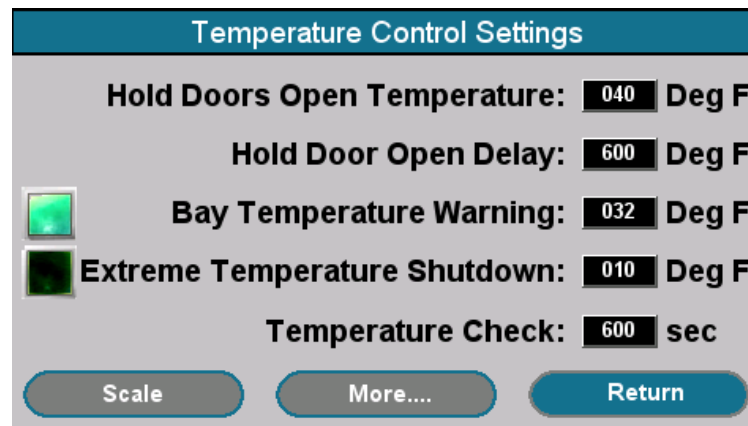 Temperature Control Settings
Hold Doors Open Temperature: 040 Deg F
Hold Door Open Delay: 600 Deg F
Bay Temperature Warning: 032 Deg F
Extreme Temperature Shutdown: 010 Deg F
Temperature Check: 600 sec
Scale More.... Return